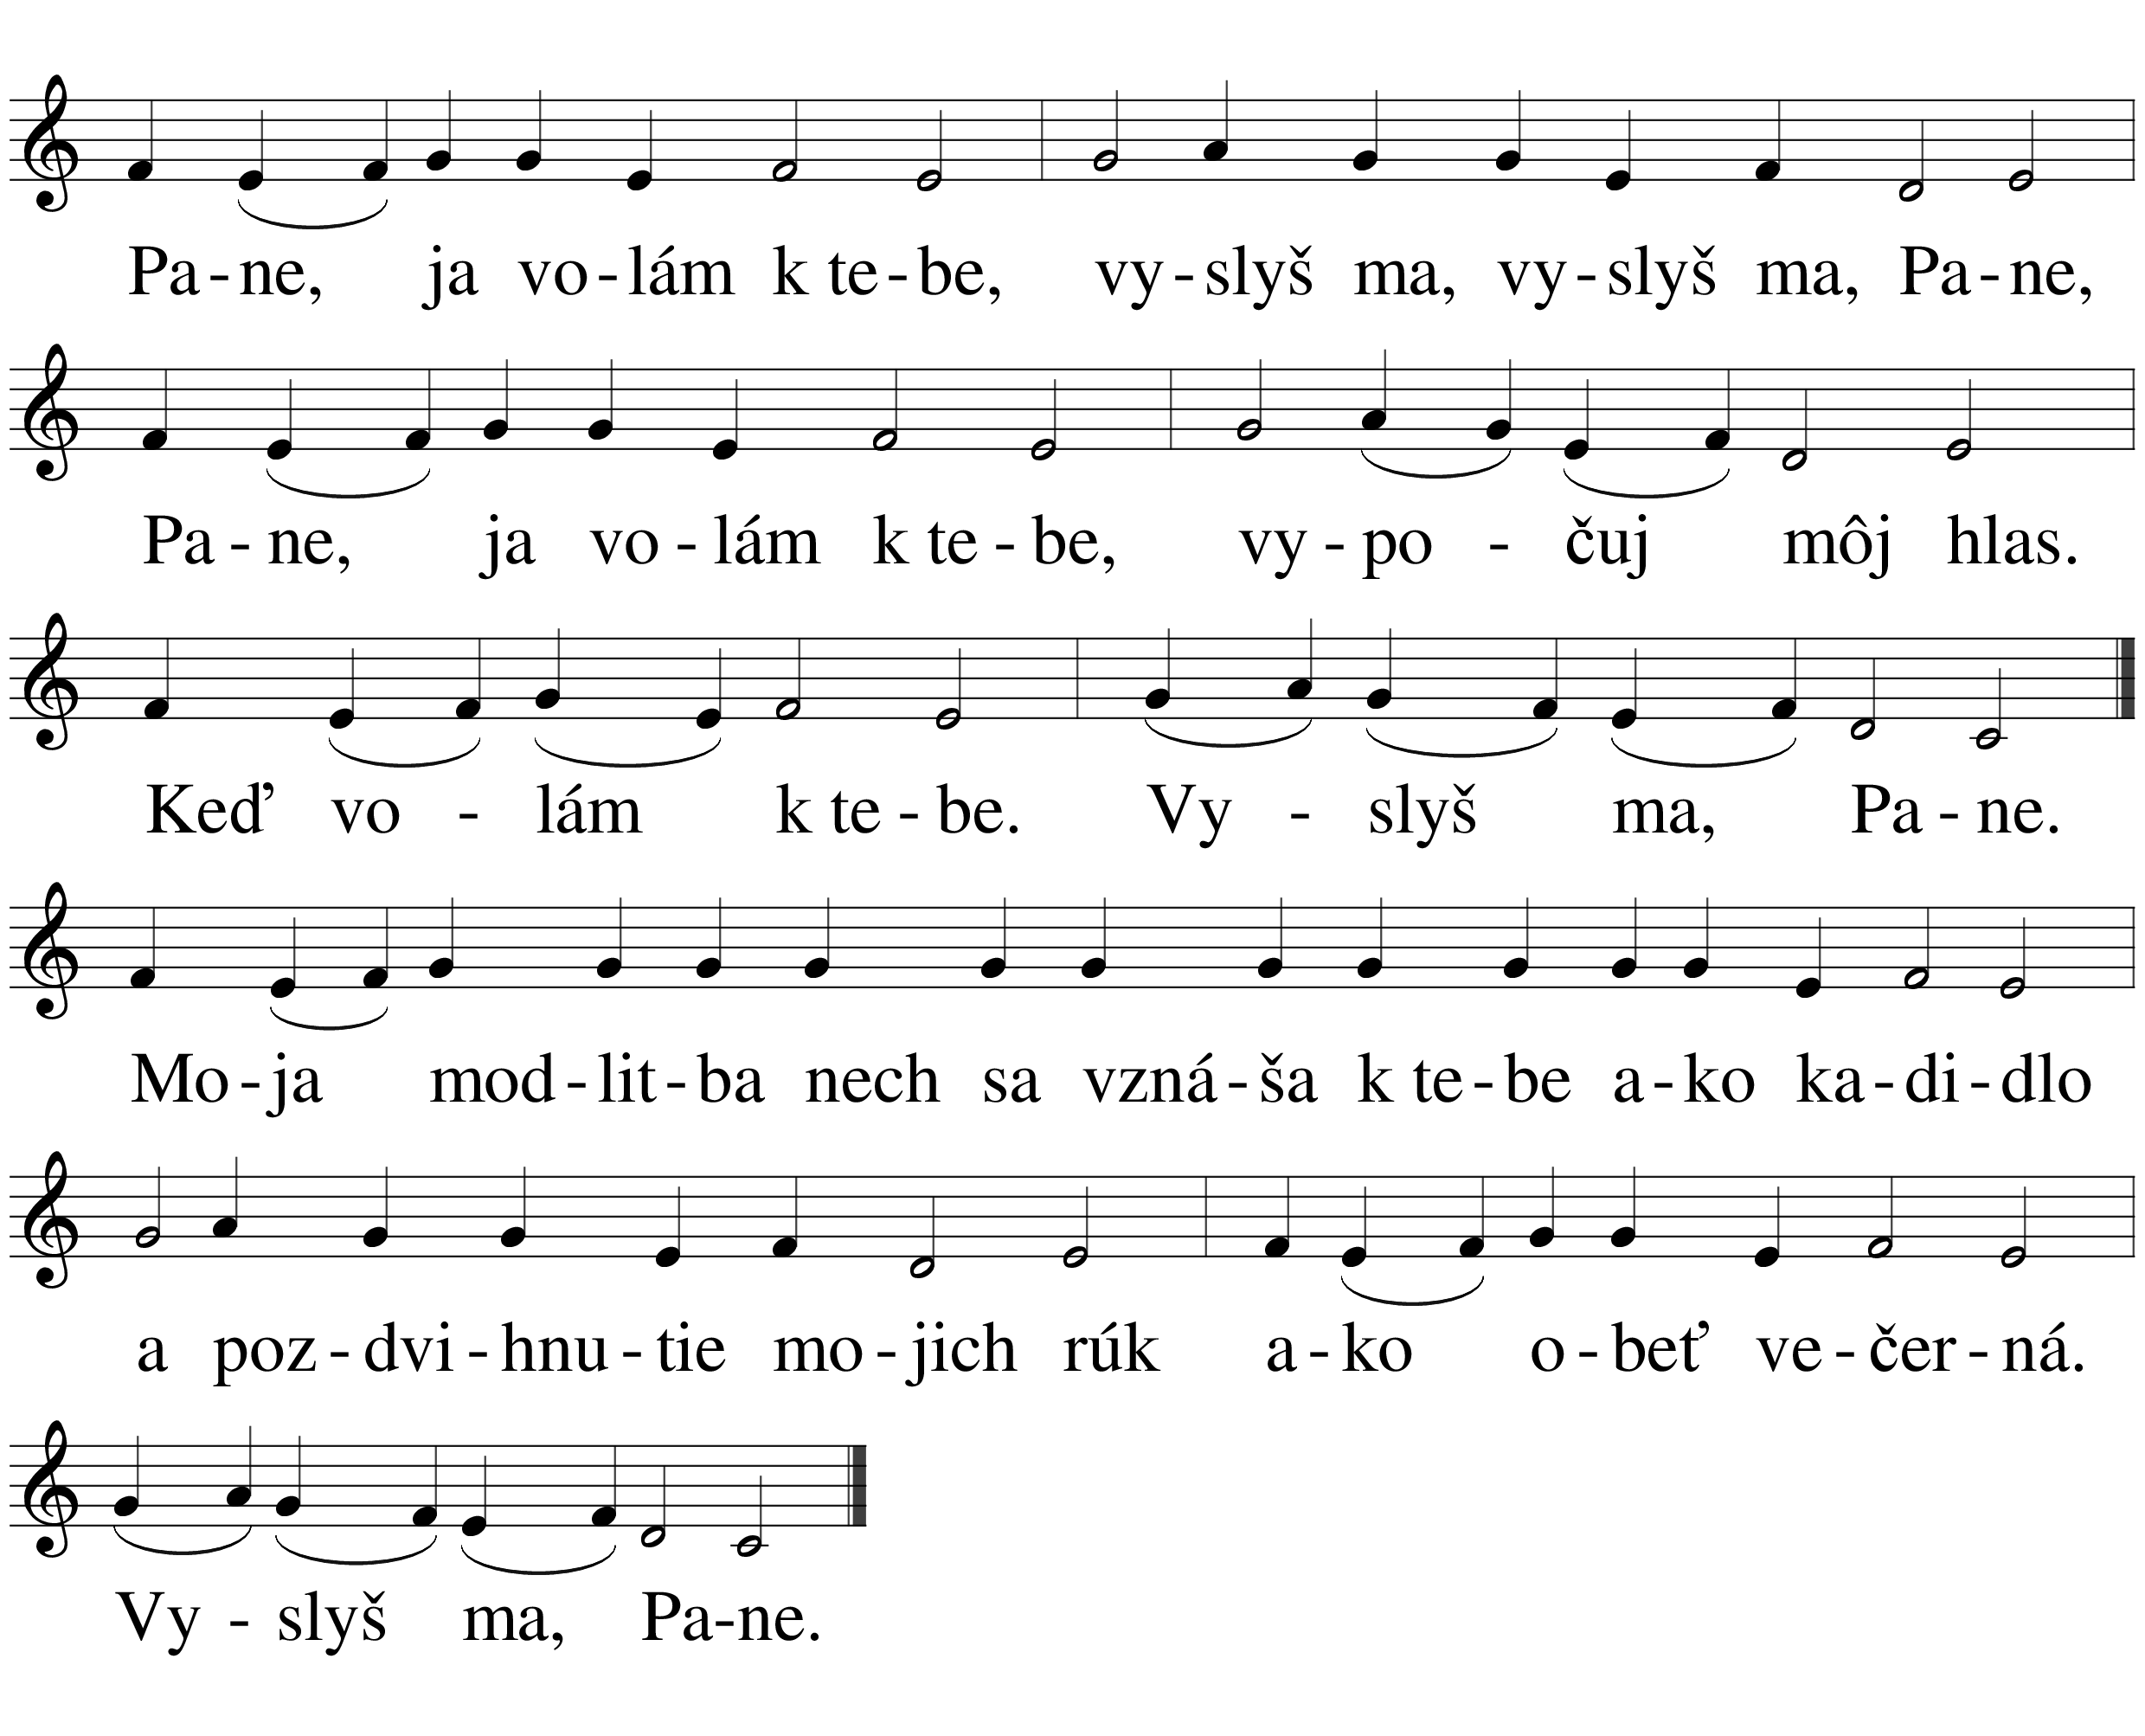 Pa-ne, ja vo-lám k te-be, vy-slyš ma, vy-slyš ma, Pa-ne,
Pa-ne, ja vo-lám k te-be, vy-po-čuj môj hlas.
Keď vo-lám k te-be. Vy-slyš ma, Pa-ne.
Mo-ja mod-lit-ba nech sa vzná-ša k te-be a-ko ka-di-dlo
a poz-dvi-hnu-tie mo-jich rúk a-ko o-beť ve-čer-ná.
Vy-slyš ma, Pa-ne.